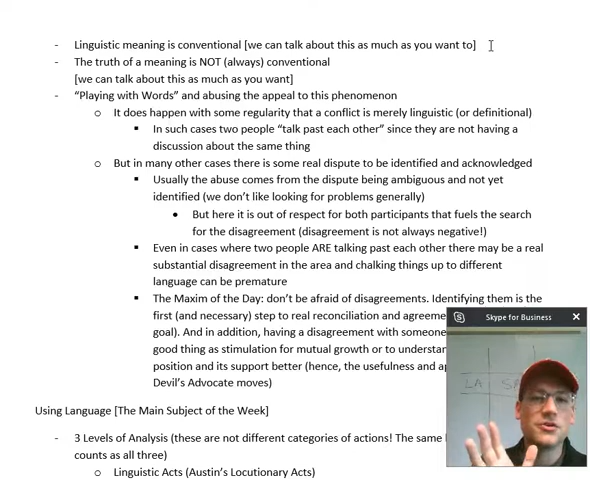 - Linguistic meaning is conventional [we can talk about this as much as you want to]
- The truth of a meaning is NOT (always) conventional
[we can talk about this as much as you want]
- “Playing with Words” and abusing the appeal to this phenomenon
o It does happen with some regularity that a conflict is merely linguistic (or definitional)
▪ In such cases two people “talk past each other” since they are not having a
discussion about the same thing
o But in many other cases there is some real dispute to be identified and acknowledged
▪ Usually the abuse comes from the dispute being ambiguous and not yet
identified (we don’t like looking for problems generally)
• But here it is out of respect for both participants that fuels the search
for the disagreement (disagreement is not always negative!)
▪ Even in cases where two people ARE talking past each other there may be a real
substantial disagreement in the area and chalking things up to different
language can be premature
▪ The Maxim of the Day: don’t be afraid of disagreements. Identifying them is the
first (and necessary) step to real reconciliation and
goal). And in addition, having a disagreement with someone
good thing as stimulation for mutual growth or to
position and its support better (hence, the usefulness and
Devil’s Advocate moves)
Skype for Business
LA
Using Language [The Main Subject of the Week]
- 3 Levels of Analysis (these are not different categories of actions! The same
counts as all three)
o Linguistic Acts (Austin’s Locutionary Acts)